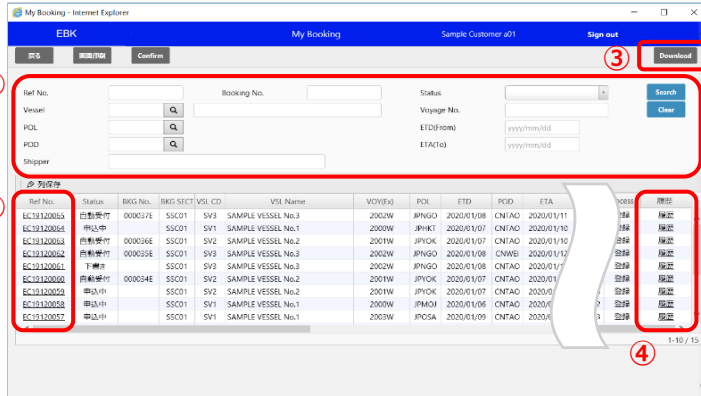 My Booking - Internet Explorer
EBK My Booking Sample Customer a01 Sign out
戻る 画面印刷 Confirm ③ Download
Ref No. Booking No. Status Search
Vessel Voyage No. Clear
POL ETD(From) yyyy/mm/dd
POD ETA(To) yyyy/mm/dd
Shipper
列保存
Ref No. Status BKG No. BKG SECT VSL CD VSL Name VOY(Ex) POL ETD POD ETA 履歴
EC19120065 自動受付 000037E SSC01 SV3 SAMPLE VESSEL No.3 2002W JPNGO 2020/01/08 CNTAO 2020/01/11 登録 履歴
EC19120064 申込中 SSC01 SV1 SAMPLE VESSEL No.1 2000W JPHKT 2020/01/07 CNTAO 2020/01/10 登録 履歴
EC19120063 自動受付 000036E SSC01 SV2 SAMPLE VESSEL No.2 2001W JPYOK 2020/01/07 CNTAO 2020/01/10 登録 履歴
EC19120062 自動受付 000035E SSC01 SV3 SAMPLE VESSEL No.3 2002W JPNGO 2020/01/08 CNWEI 2020/01/12 登録 履歴
EC19120061 下書き SSC01 SV3 SAMPLE VESSEL No.3 2002W JPNGO 2020/01/08 CNTAO 登録 履歴
EC19120060 自動受付 000034E SSC01 SV2 SAMPLE VESSEL No.2 2001W JPYOK 2020/01/07 CNTAO 登録 履歴
EC19120059 申込中 SSC01 SV2 SAMPLE VESSEL No.2 2001W JPYOK 2020/01/07 CNTAO 登録 履歴
EC19120058 申込中 SSC01 SV1 SAMPLE VESSEL No.1 2000W JPMOJ 2020/01/06 CNTAO 登録 履歴
EC19120057 申込中 SSC01 SV1 SAMPLE VESSEL No.1 2003W JPOSA 2020/01/09 CNTAO 登録 履歴
1-10 / 15
④